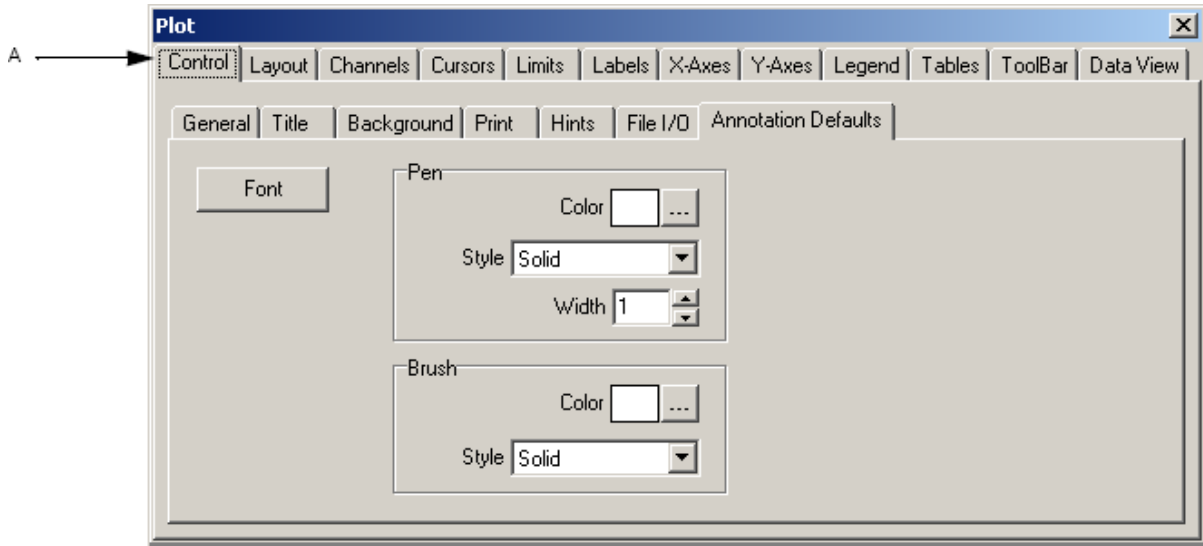 Plot
A
Control Layout Channels Cursors Limits Labels X-Axes Y-Axes Legend Tables ToolBar Data View
General Title Background Print Hints File I/O Annotation Defaults
Font
Pen
Color ...
Style Solid
Width 1
Brush
Color ...
Style Solid